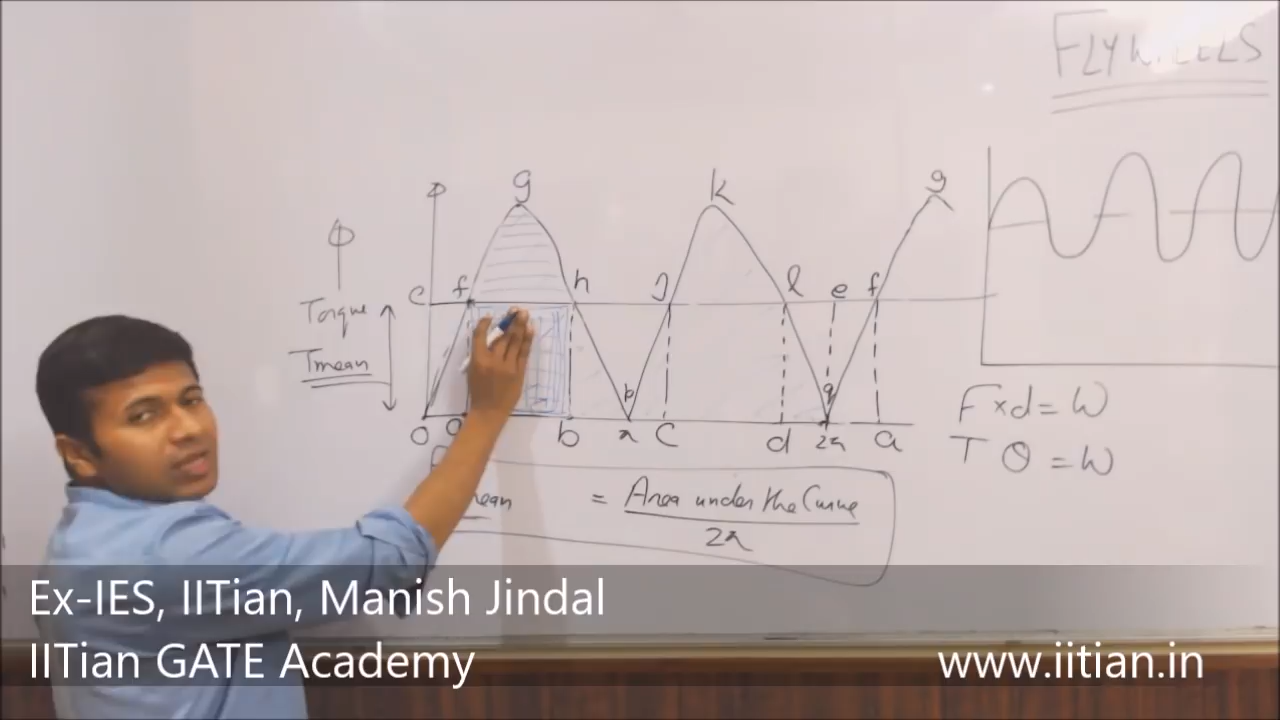 FLYWHEELS
g
k
g
Φ
e
f
h
j
l
e
f
Torque
Tmean
p
q
o
a
b
π
c
d
2π
a
F × d = W
T θ = W
= Area under the Curve
2π
Ex-IES, IITian, Manish Jindal
IITian GATE Academy
www.iitian.in